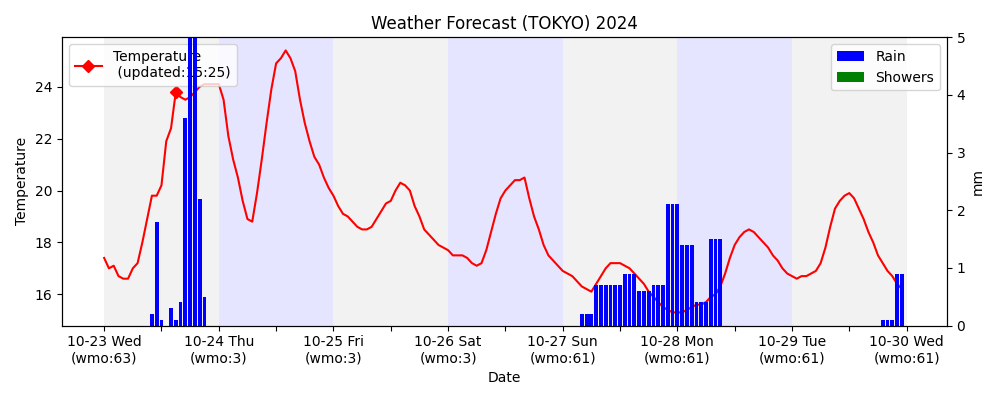 Weather Forecast (TOKYO) 2024
Temperature
(updated:15:25)
Rain
Showers
24
22
20
18
16
Temperature
5
4
3
2
1
0
mm
10-23 Wed
(wmo:63)
10-24 Thu
(wmo:3)
10-25 Fri
(wmo:3)
10-26 Sat
(wmo:3)
10-27 Sun
(wmo:61)
10-28 Mon
(wmo:61)
10-29 Tue
(wmo:61)
10-30 Wed
(wmo:61)
Date